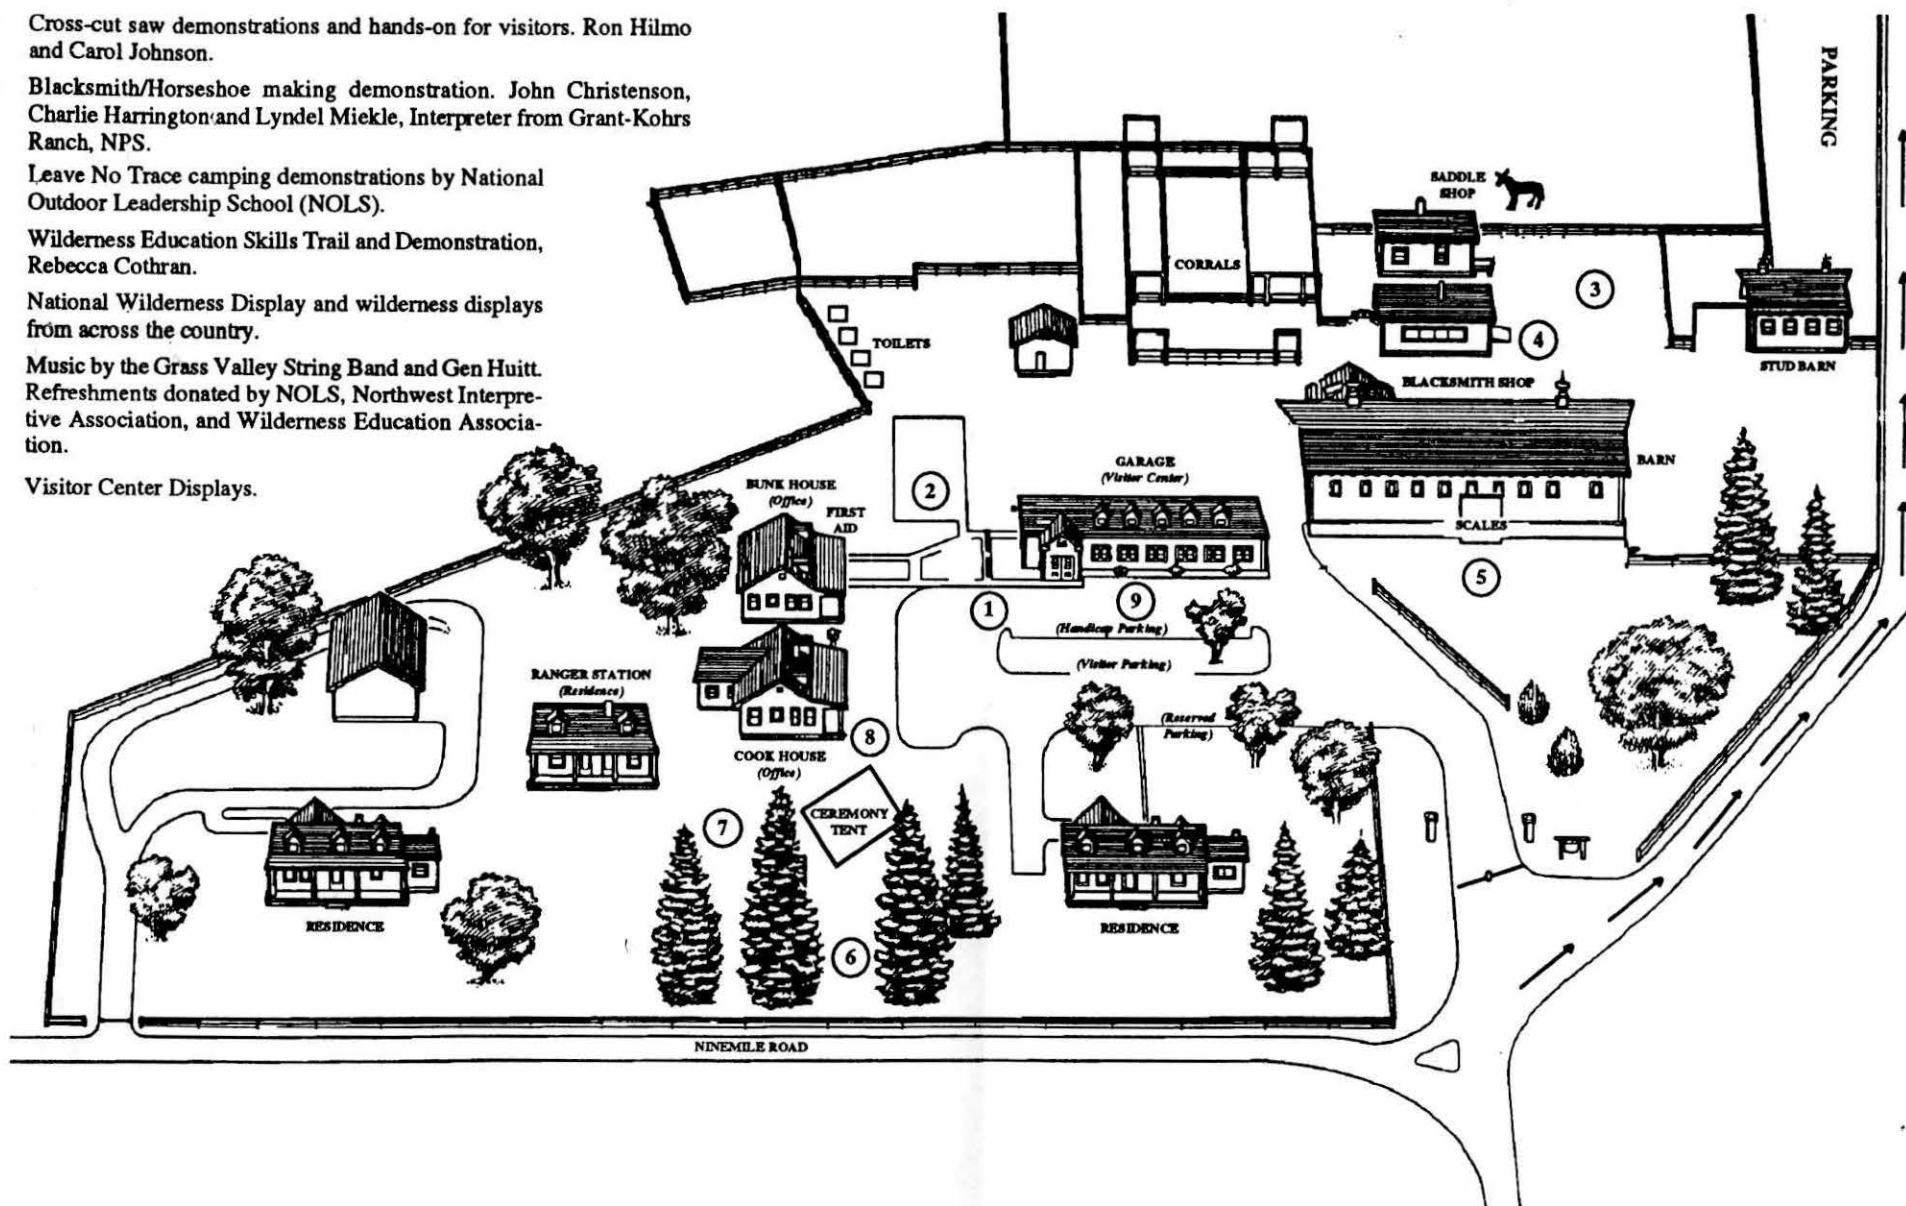 Cross-cut saw demonstrations and hands-on for visitors. Ron Hilmo
and Carol Johnson.
Blacksmith/Horseshoe making demonstration. John Christenson,
Charlie Harrington and Lyndel Miekle, Interpreter from Grant-Kohrs
Ranch, NPS.
Leave No Trace camping demonstrations by National
Outdoor Leadership School (NOLS).
Wilderness Education Skills Trail and Demonstration,
Rebecca Cothran.
National Wilderness Display and wilderness displays
from across the country.
Music by the Grass Valley String Band and Gen Huitt.
Refreshments donated by NOLS, Northwest Interpre-
tive Association, and Wilderness Education Associa-
tion.
Visitor Center Displays.
PARKING
SADDLE
SHOP
CORRALS
3
4
TOILETS
STUD BARN
BLACKSMITH SHOP
GARAGE
(Visitor Center)
BARN
BUNK HOUSE
(Office)
2
FIRST
AID
SCALES
5
1
9
(Handicap Parking)
(Visitor Parking)
RANGER STATION
(Residence)
(Reserved
Parking)
8
COOK HOUSE
(Office)
CEREMONY
TENT
7
RESIDENCE
RESIDENCE
6
NINEMILE ROAD